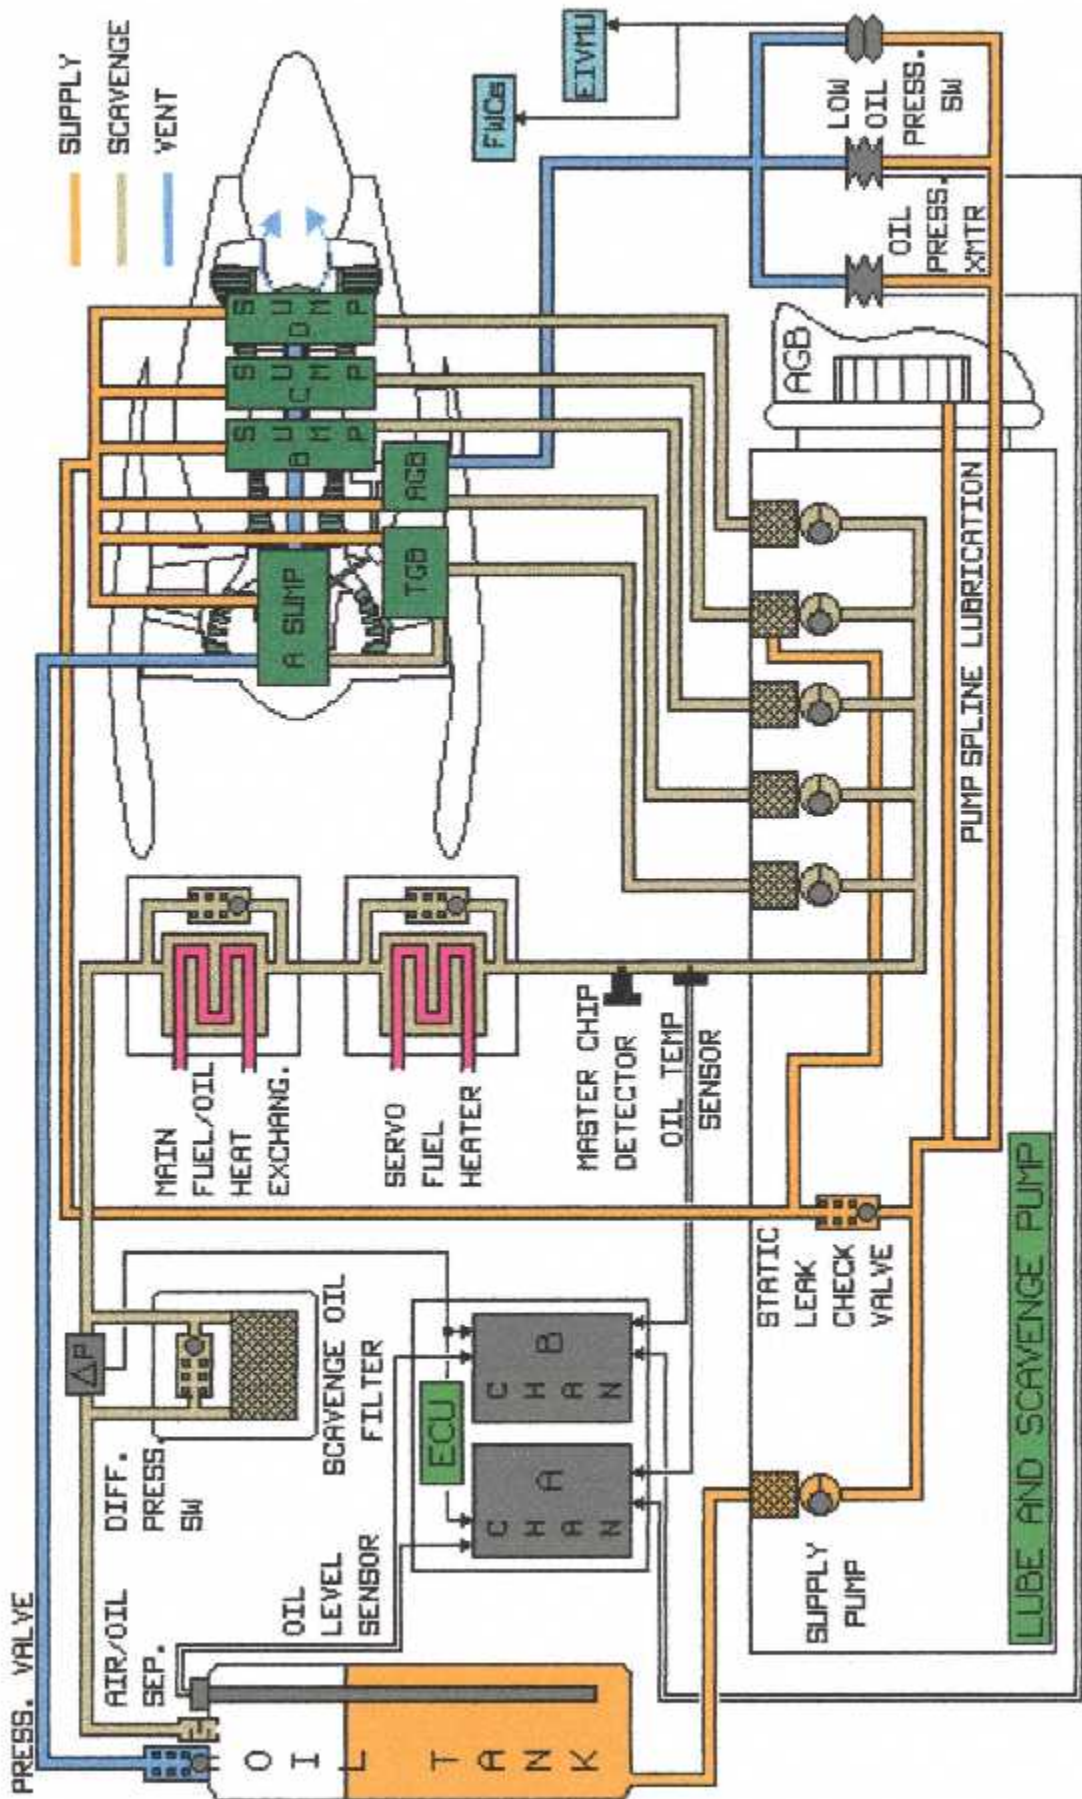 PRESS. VALVE
AIR/OIL
SEP.
DIFF.
PRESS.
SW
ΔP
SCAVENGE OIL
FILTER
OIL
LEVEL
SENSOR
OIL TANK
MAIN
FUEL/OIL
HEAT
EXCHANG.
SERVO
FUEL
HEATER
MASTER CHIP
DETECTOR
OIL TEMP
SENSOR
ECU
CHAN A
CHAN B
SUPPLY
SCAVENGE
VENT
A SUMP
B SUMP
C SUMP
D SUMP
TGB
AGB
FWCs
EIVMU
LOW
OIL
PRESS.
SW
OIL
PRESS.
XMTR
AGB
PUMP SPLINE LUBRICATION
STATIC
LEAK
CHECK
VALVE
SUPPLY
PUMP
LUBE AND SCAVENGE PUMP